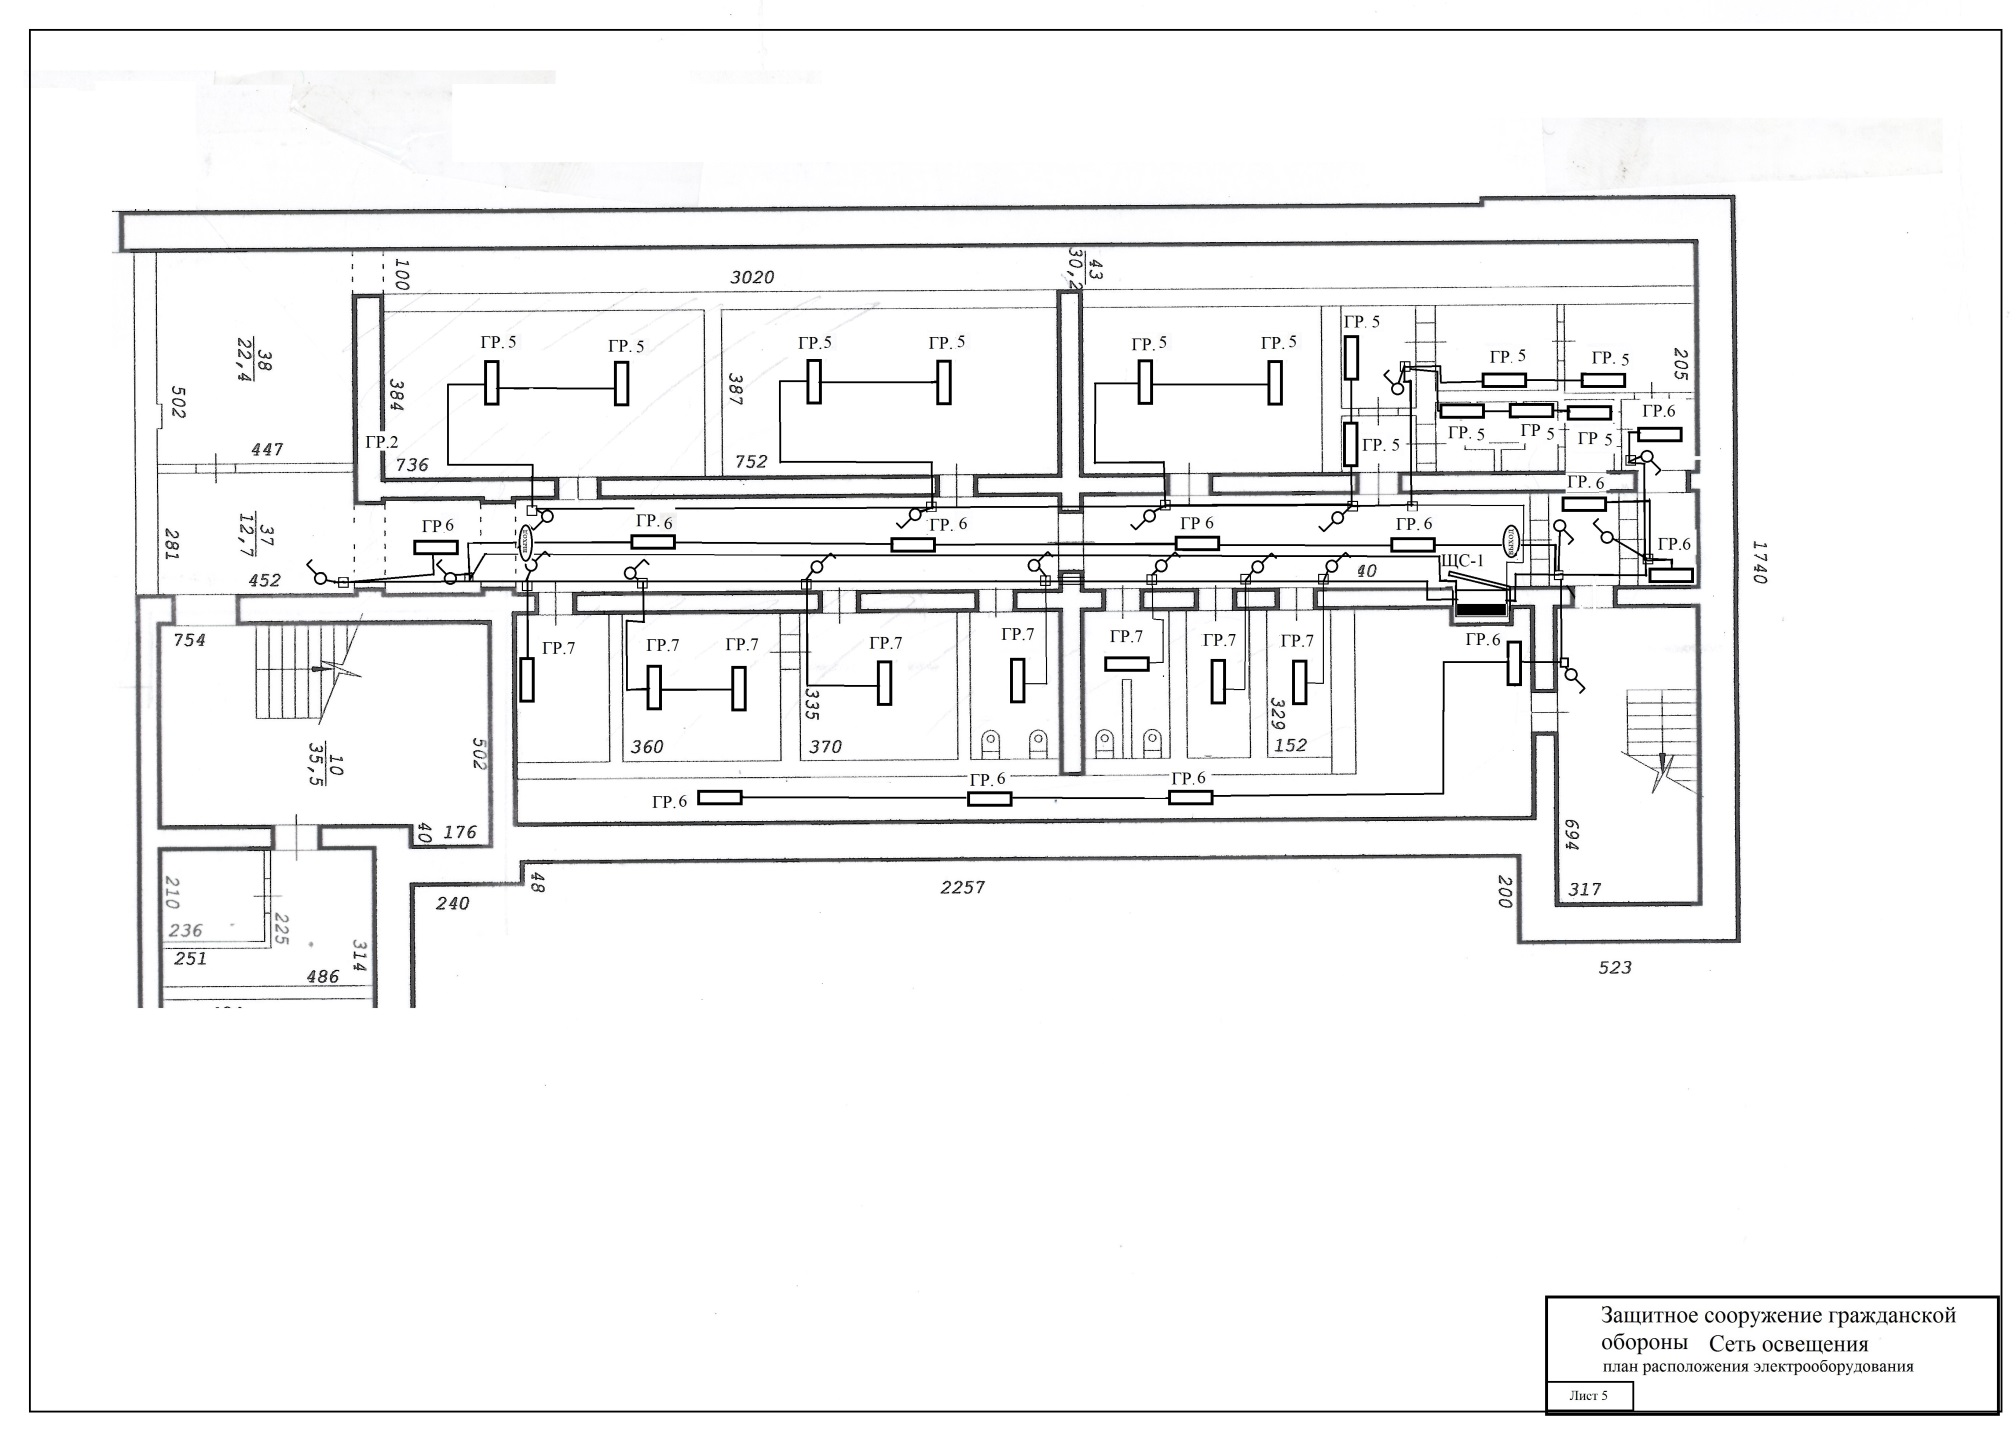 100
3020
43
30,2
ГР.5
ГР.5
ГР.5
ГР.5
ГР.5
ГР.5
ГР.5
ГР.5
ГР.5
205
38
22,4
502
384
387
ГР.6
ГР.2
447
736
752
ГР.5
ГР.5
ГР.5
ГР.5
ГР.6
37
12,7
281
452
ГР6
ГР.6
ГР.6
ГР 6
ГР.6
ВЫХОД
ВЫХОД
ГР.6
40
ЩС-1
1740
754
ГР.7
ГР.7
ГР.7
ГР.7
ГР.7
ГР.7
ГР.7
ГР.7
ГР.6
10
35,5
502
335
329
360
370
152
ГР.6
ГР.6
ГР.6
40
176
694
210
236
225
251
314
486
240
48
2257
200
317
523
Защитное сооружение гражданской
обороны Сеть освещения
план расположения электрооборудования
Лист 5